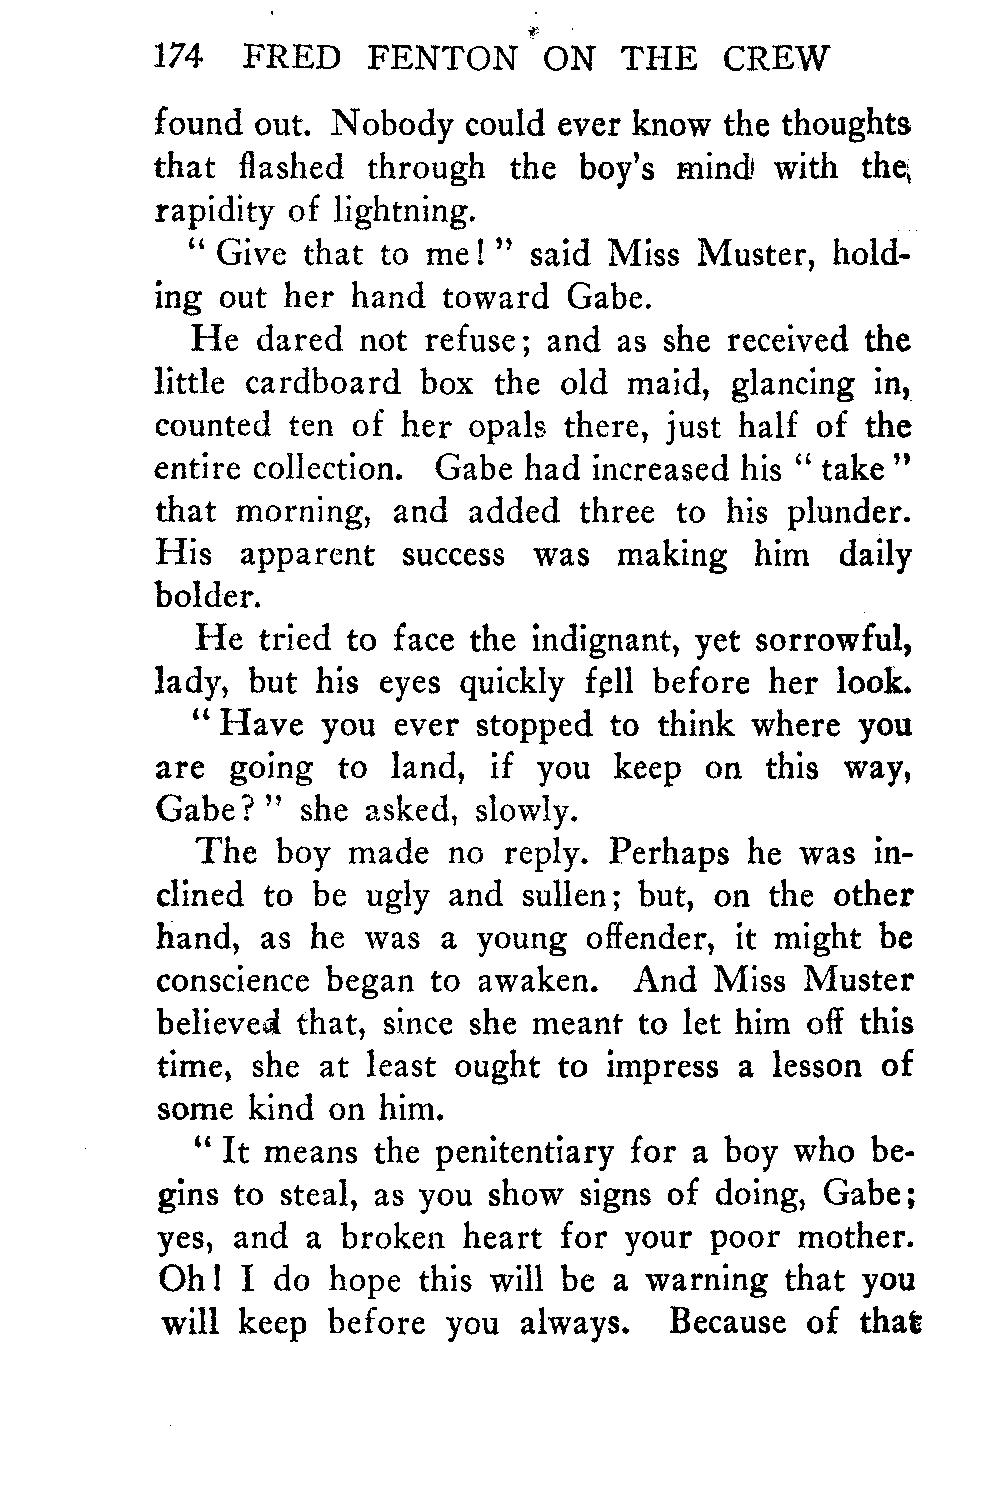 174 FRED FENTON ON THE CREW
found out. Nobody could ever know the thoughts
that flashed through the boy's mind with the
rapidity of lightning.
" Give that to me! " said Miss Muster, hold-
ing out her hand toward Gabe.
He dared not refuse; and as she received the
little cardboard box the old maid, glancing in,
counted ten of her opals there, just half of the
entire collection. Gabe had increased his " take "
that morning, and added three to his plunder.
His apparent success was making him daily
bolder.
He tried to face the indignant, yet sorrowful,
lady, but his eyes quickly fell before her look.
" Have you ever stopped to think where you
are going to land, if you keep on this way,
Gabe? " she asked, slowly.
The boy made no reply. Perhaps he was in-
clined to be ugly and sullen; but, on the other
hand, as he was a young offender, it might be
conscience began to awaken. And Miss Muster
believed that, since she meant to let him off this
time, she at least ought to impress a lesson of
some kind on him.
" It means the penitentiary for a boy who be-
gins to steal, as you show signs of doing, Gabe;
yes, and a broken heart for your poor mother.
Oh! I do hope this will be a warning that you
will keep before you always. Because of that